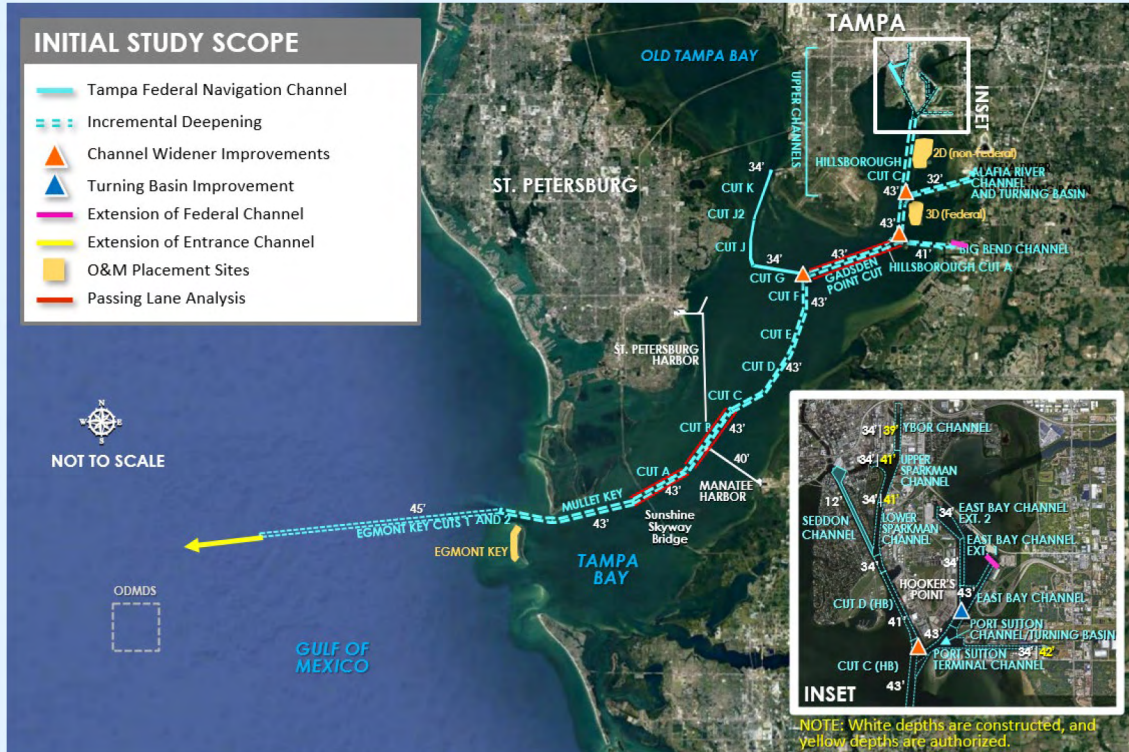 INITIAL STUDY SCOPE
Tampa Federal Navigation Channel
Incremental Deepening
Channel Widener Improvements
Turning Basin Improvement
Extension of Federal Channel
Extension of Entrance Channel
O&M Placement Sites
Passing Lane Analysis
TAMPA
OLD TAMPA BAY
UPPER CHANNELS
INSET
2D (non-federal)
HILLSBOROUGH
CUT C
32'
ALAFIA RIVER
CHANNEL
AND TURNING BASIN
43'
3D (Federal)
43'
41'
BIG BEND CHANNEL
HILLSBOROUGH CUT A
ST. PETERSBURG
34'
CUT K
CUT J2
CUT J
34'
CUT G
43'
GADSDEN
POINT CUT
CUT F
43'
CUT E
ST. PETERSBURG
HARBOR
CUT D
43'
CUT C
43'
40'
MANATEE
HARBOR
CUT A
43'
Sunshine
Skyway
Bridge
MULLET KEY
43'
45'
EGMONT KEY CUTS 1 AND 2
EGMONT KEY
TAMPA
BAY
N
W
E
S
NOT TO SCALE
ODMDS
GULF OF
MEXICO
34' 39' YBOR CHANNEL
34' 41' UPPER
SPARKMAN
CHANNEL
12'
SEDDON
CHANNEL
34' 41'
LOWER
SPARKMAN
CHANNEL
34'
EAST BAY CHANNEL
EXT. 2
EAST BAY CHANNEL
EXT
34'
34'
HOOKER'S
POINT
43'
EAST BAY CHANNEL
CUT D (HB)
41'
43'
PORT SUTTON
CHANNEL/TURNING BASIN
34' 42'
PORT SUTTON
TERMINAL CHANNEL
CUT C (HB)
43'
INSET
NOTE: White depths are constructed, and
yellow depths are authorized.